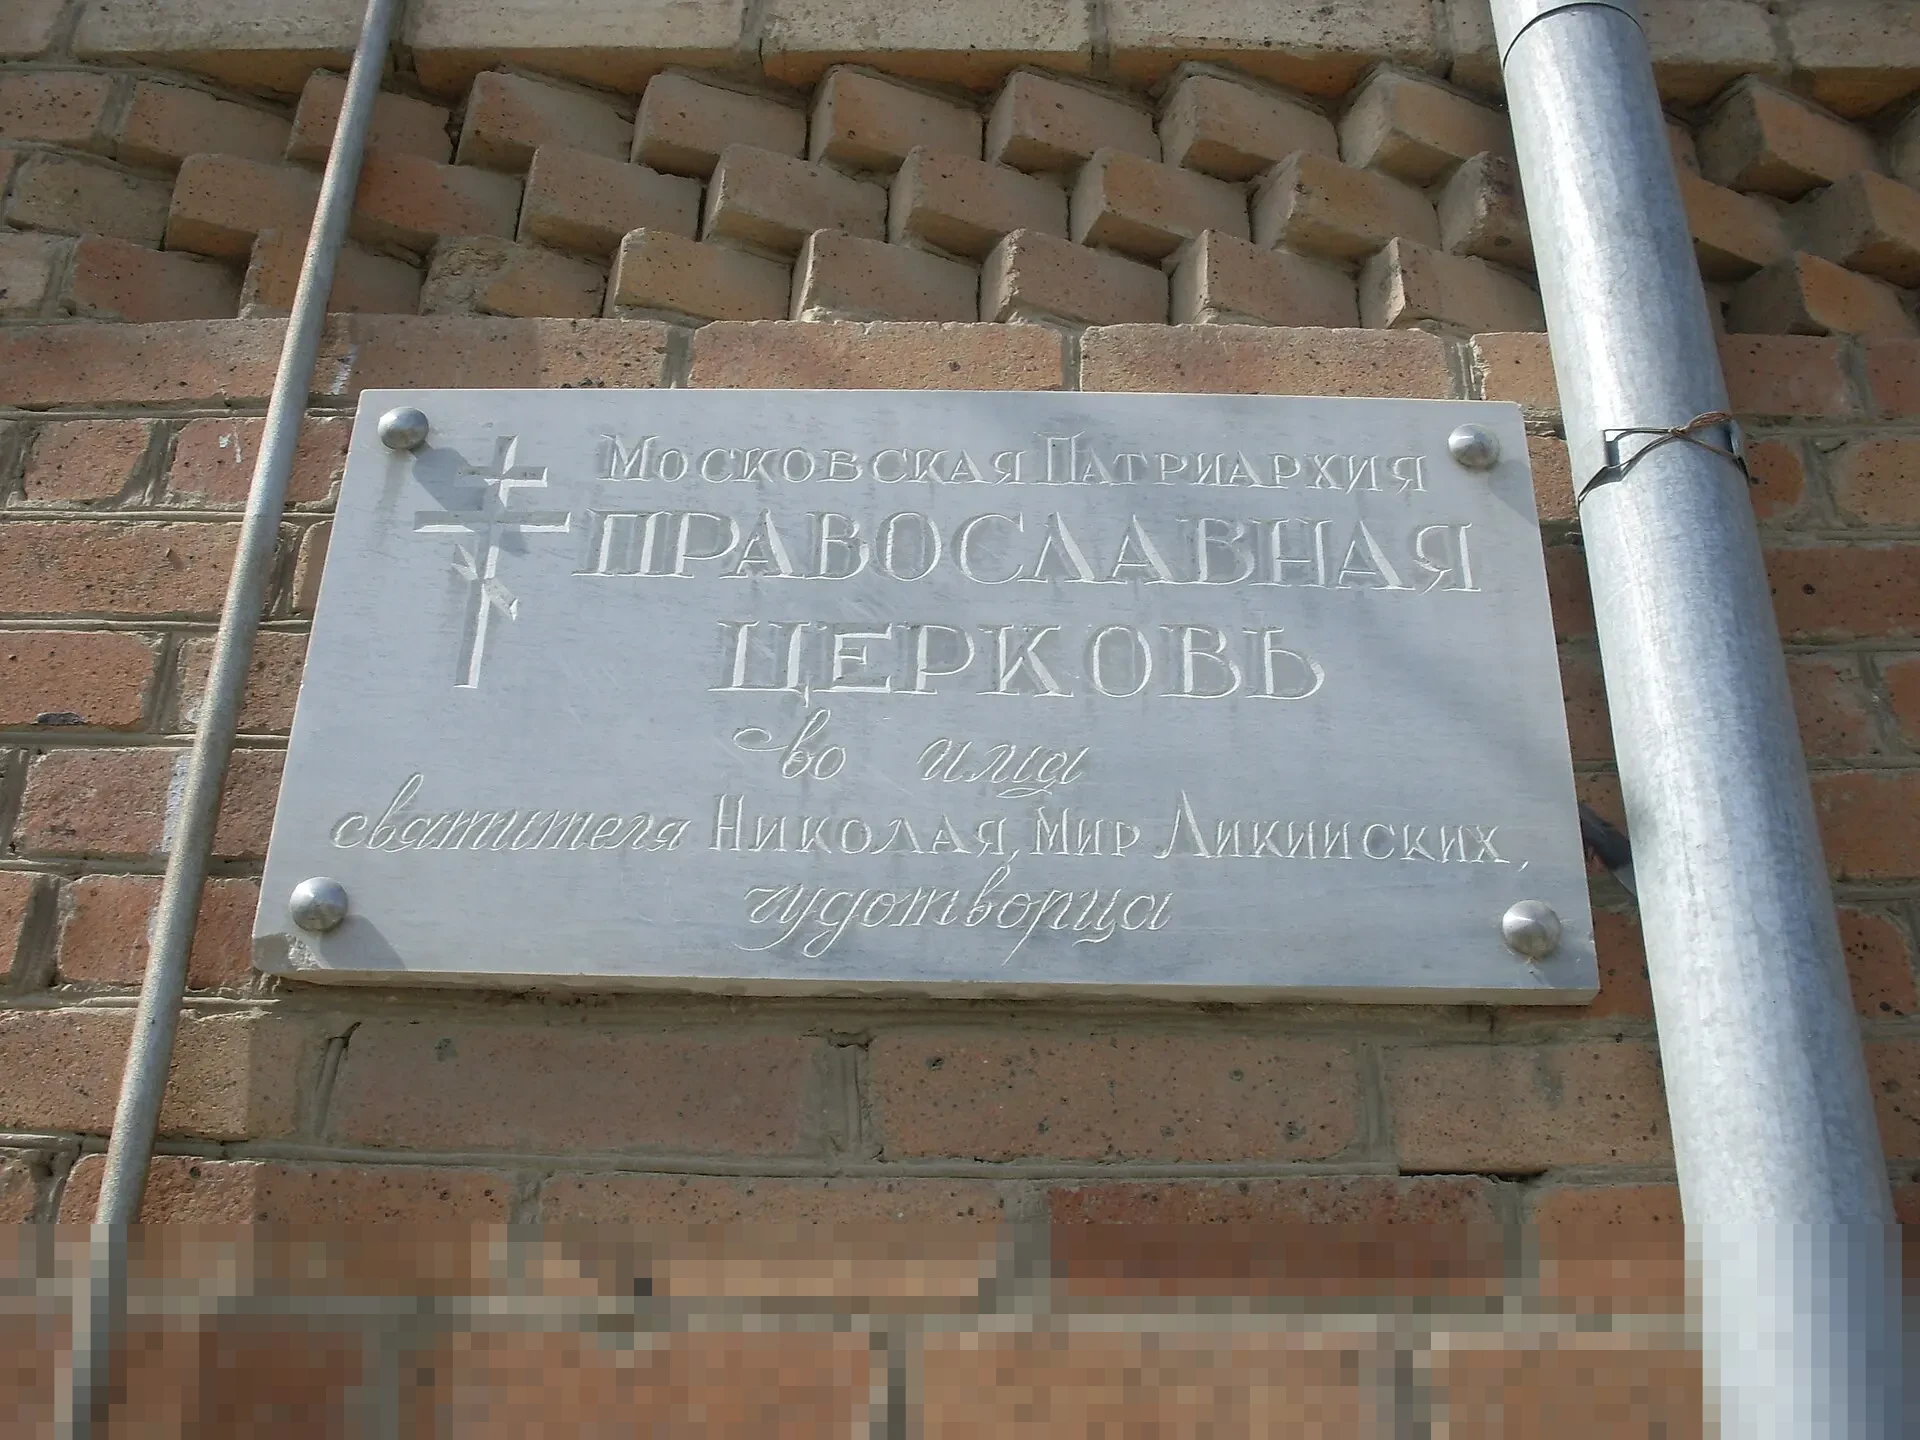 Московская Патриархия
ПРАВОСЛАВНАЯ
ЦЕРКОВЬ
во имя
святителя Николая, Мир Ликийских,
чудотворца